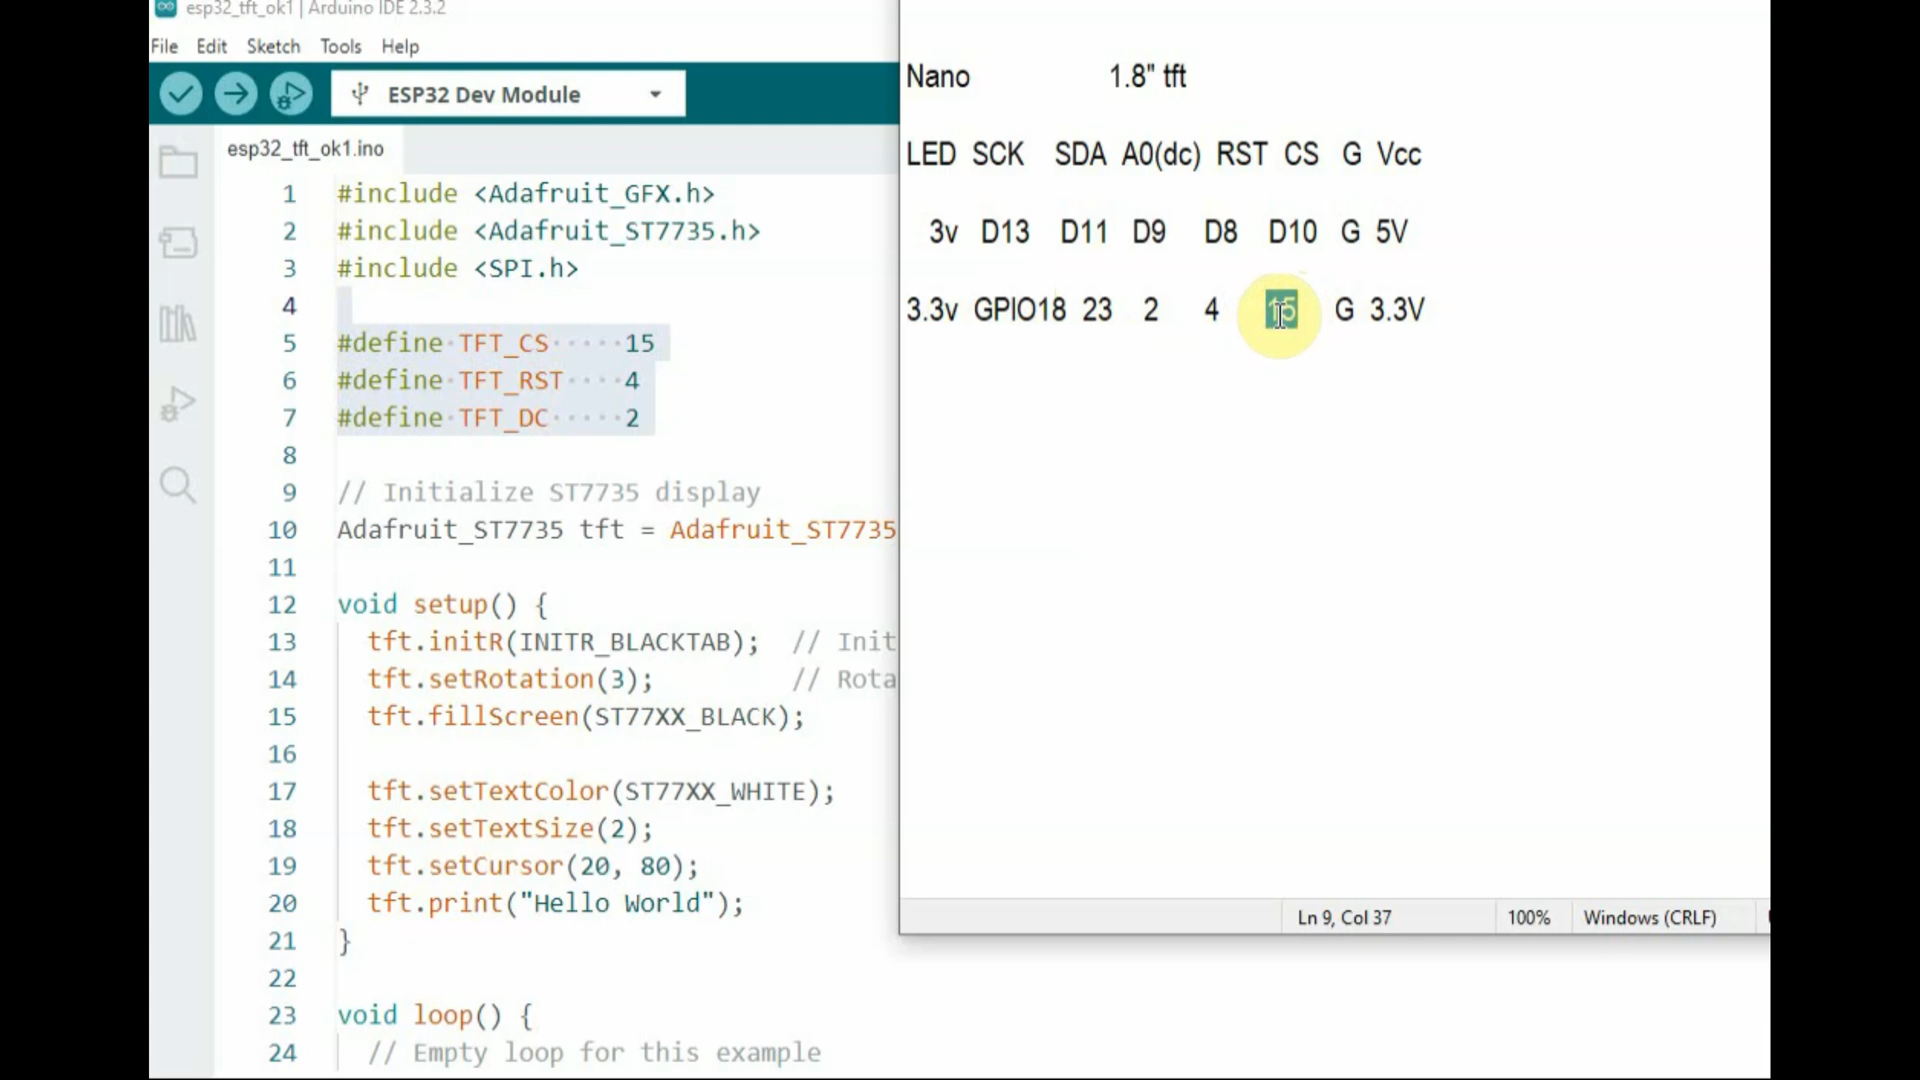 esp32_tft_ok1 | Arduino IDE 2.3.2
File Edit Sketch Tools Help
ESP32 Dev Module
esp32_tft_ok1.ino
1 #include <Adafruit_GFX.h>
2 #include <Adafruit_ST7735.h>
3 #include <SPI.h>
4
5 #define TFT_CS 15
6 #define TFT_RST 4
7 #define TFT_DC 2
8
9 // Initialize ST7735 display
10 Adafruit_ST7735 tft = Adafruit_ST7735
11
12 void setup() {
13 tft.initR(INITR_BLACKTAB); // Init
14 tft.setRotation(3); // Rota
15 tft.fillScreen(ST77XX_BLACK);
16
17 tft.setTextColor(ST77XX_WHITE);
18 tft.setTextSize(2);
19 tft.setCursor(20, 80);
20 tft.print("Hello World");
21 }
22
23 void loop() {
24 // Empty loop for this example
Nano 1.8" tft
LED SCK SDA A0(dc) RST CS G Vcc
3v D13 D11 D9 D8 D10 G 5V
3.3v GPIO18 23 2 4 15 G 3.3V
Ln 9, Col 37 100% Windows (CRLF)